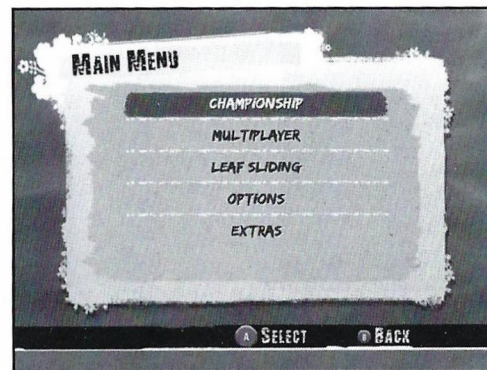 MAIN MENU
CHAMPIONSHIP
MULTIPLAYER
LEAF SLIDING
OPTIONS
EXTRAS
A SELECT B BACK